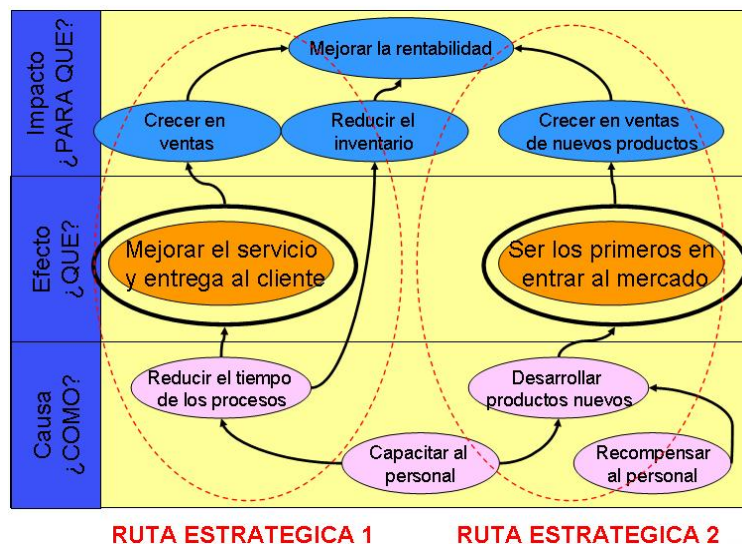 Impacto
¿PARA QUE?
Mejorar la rentabilidad
Crecer en
ventas
Reducir el
inventario
Crecer en ventas
de nuevos productos
Efecto
¿QUE?
Mejorar el servicio
y entrega al cliente
Ser los primeros en
entrar al mercado
Causa
¿COMO?
Reducir el tiempo
de los procesos
Desarrollar
productos nuevos
Capacitar al
personal
Recompensar
al personal
RUTA ESTRATEGICA 1
RUTA ESTRATEGICA 2